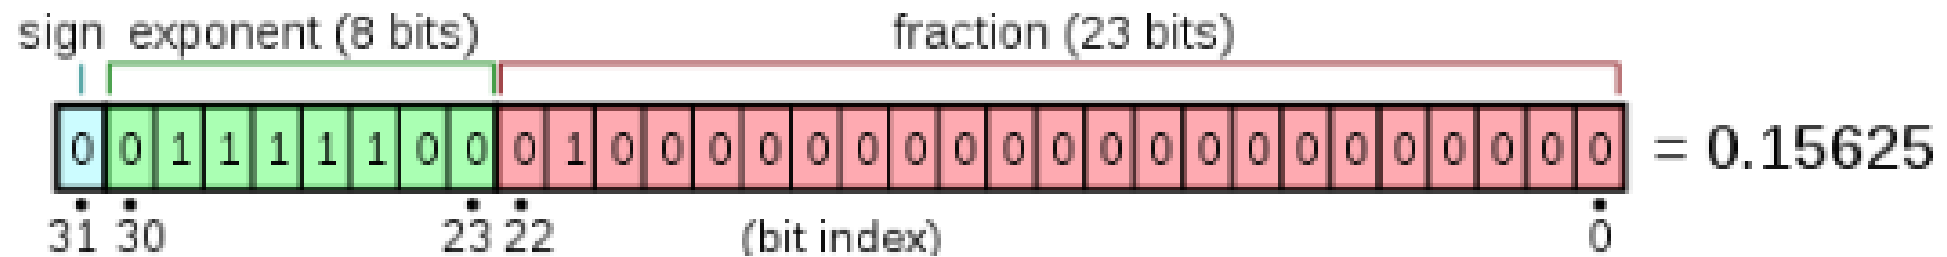 sign exponent (8 bits) fraction (23 bits)
0 0 1 1 1 1 1 0 0 0 1 0 0 0 0 0 0 0 0 0 0 0 0 0 0 0 0 0 0 0 0 0 = 0.15625
31 30 23 22 (bit index) 0